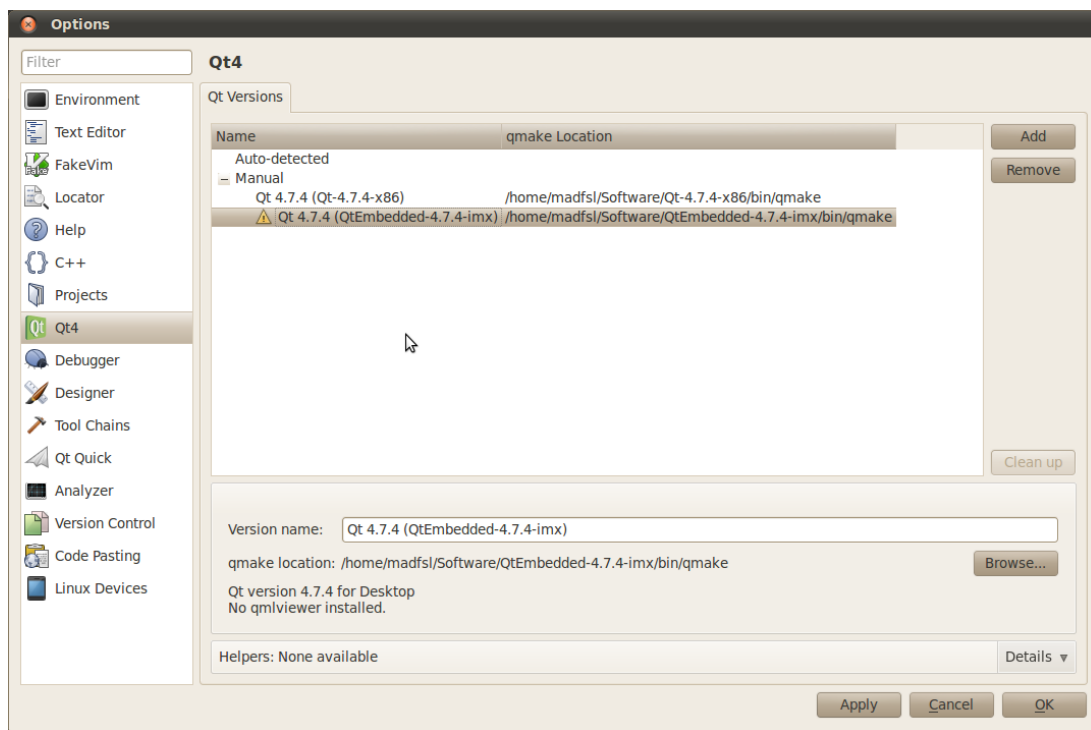 Options
Filter
Environment
Text Editor
FakeVim
Locator
Help
C++
Projects
Qt4
Debugger
Designer
Tool Chains
Qt Quick
Analyzer
Version Control
Code Pasting
Linux Devices
Qt4
Qt Versions
Name qmake Location
Auto-detected
Manual
Qt 4.7.4 (Qt-4.7.4-x86) /home/madfsl/Software/Qt-4.7.4-x86/bin/qmake
Qt 4.7.4 (QtEmbedded-4.7.4-imx) /home/madfsl/Software/QtEmbedded-4.7.4-imx/bin/qmake
Add
Remove
Clean up
Version name: Qt 4.7.4 (QtEmbedded-4.7.4-imx)
qmake location: /home/madfsl/Software/QtEmbedded-4.7.4-imx/bin/qmake
Browse...
Qt version 4.7.4 for Desktop
No qmlviewer installed.
Helpers: None available
Details
Apply Cancel OK